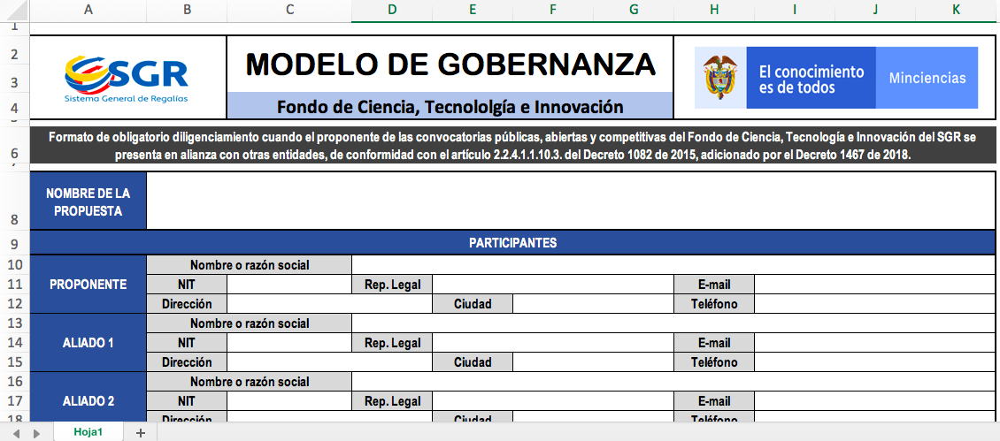 A B C D E F G H I J K
1
2
3
4
5
6
7
8
9
10
11
12
13
14
15
16
17
18
SGR
Sistema General de Regalías
MODELO DE GOBERNANZA
Fondo de Ciencia, Tecnololgía e Innovación
El conocimiento
es de todos
Minciencias
Formato de obligatorio diligenciamiento cuando el proponente de las convocatorias públicas, abiertas y competitivas del Fondo de Ciencia, Tecnología e Innovación del SGR se
presenta en alianza con otras entidades, de conformidad con el artículo 2.2.4.1.1.10.3. del Decreto 1082 de 2015, adicionado por el Decreto 1467 de 2018.
NOMBRE DE LA
PROPUESTA
PARTICIPANTES
PROPONENTE
Nombre o razón social
NIT Rep. Legal E-mail
Dirección Ciudad Teléfono
ALIADO 1
Nombre o razón social
NIT Rep. Legal E-mail
Dirección Ciudad Teléfono
ALIADO 2
Nombre o razón social
NIT Rep. Legal E-mail
Dirección Ciudad Teléfono
Hoja1 +